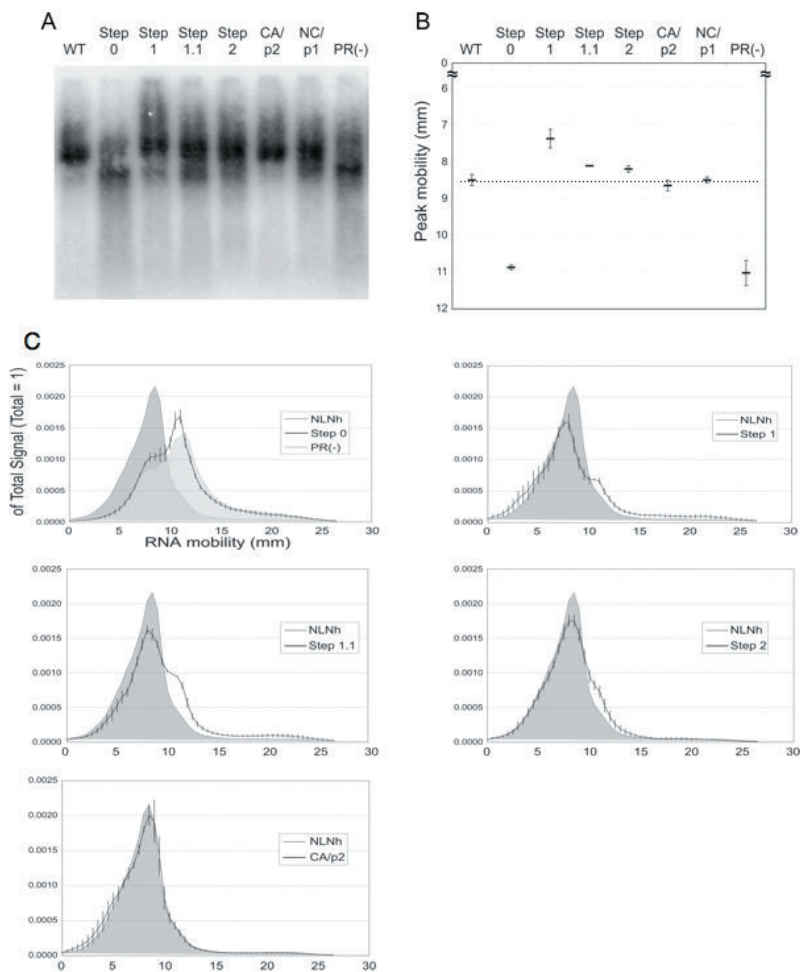 A
WT Step 0 Step 1 Step 1.1 Step 2 CA/p2 NC/p1 PR(-)
B
WT Step 0 Step 1 Step 1.1 Step 2 CA/p2 NC/p1 PR(-)
Peak mobility (mm)
0
6
7
8
9
10
11
12
C
of Total Signal (Total = 1)
0.0025
0.0020
0.0015
0.0010
0.0005
0.0000
NLNh
Step 0
PR(-)
0 5 10 15 20 25 30
RNA mobility (mm)
0.0025
0.0020
0.0015
0.0010
0.0005
0.0000
NLNh
Step 1
0 5 10 15 20 25 30
0.0025
0.0020
0.0015
0.0010
0.0005
0.0000
NLNh
Step 1.1
0 5 10 15 20 25 30
0.0025
0.0020
0.0015
0.0010
0.0005
0.0000
NLNh
Step 2
0 5 10 15 20 25 30
0.0025
0.0020
0.0015
0.0010
0.0005
0.0000
NLNh
CA/p2
0 5 10 15 20 25 30